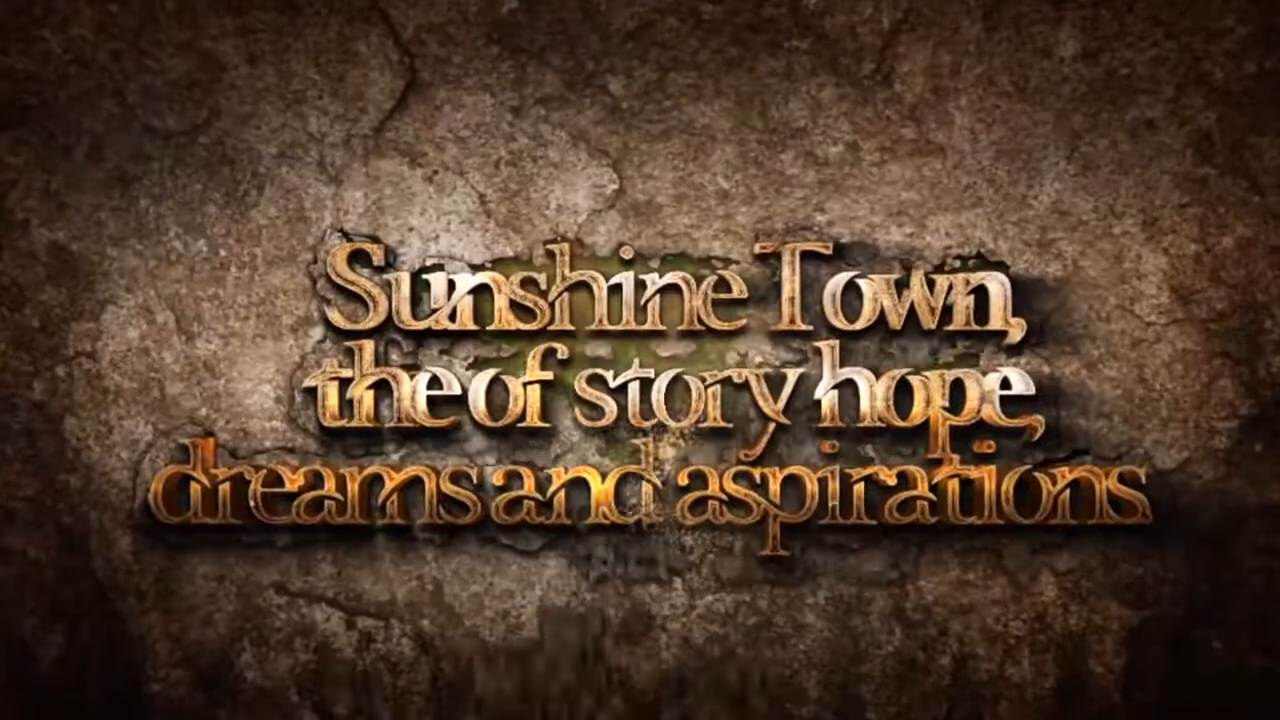 Sunshine Town,
the of story hope,
dreams and aspirations